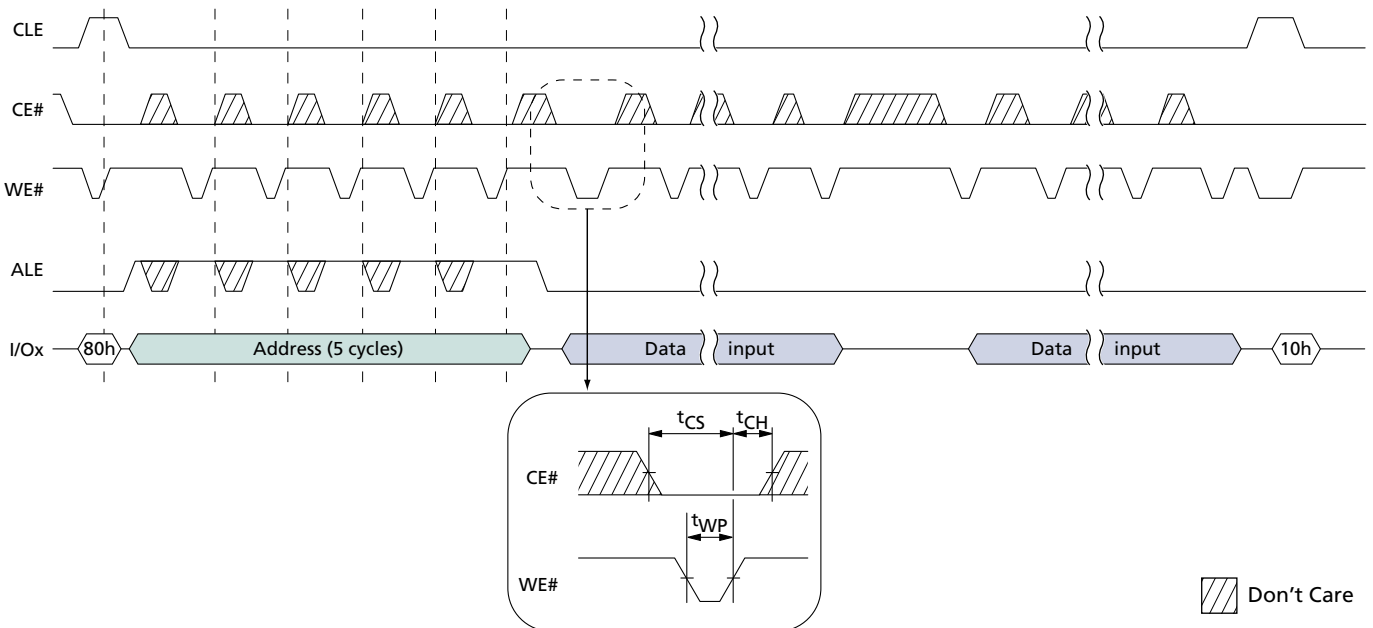 CLE
CE#
WE#
ALE
I/Ox
80h
Address (5 cycles)
Data input
Data input
10h
tCS
tCH
CE#
tWP
WE#
Don't Care